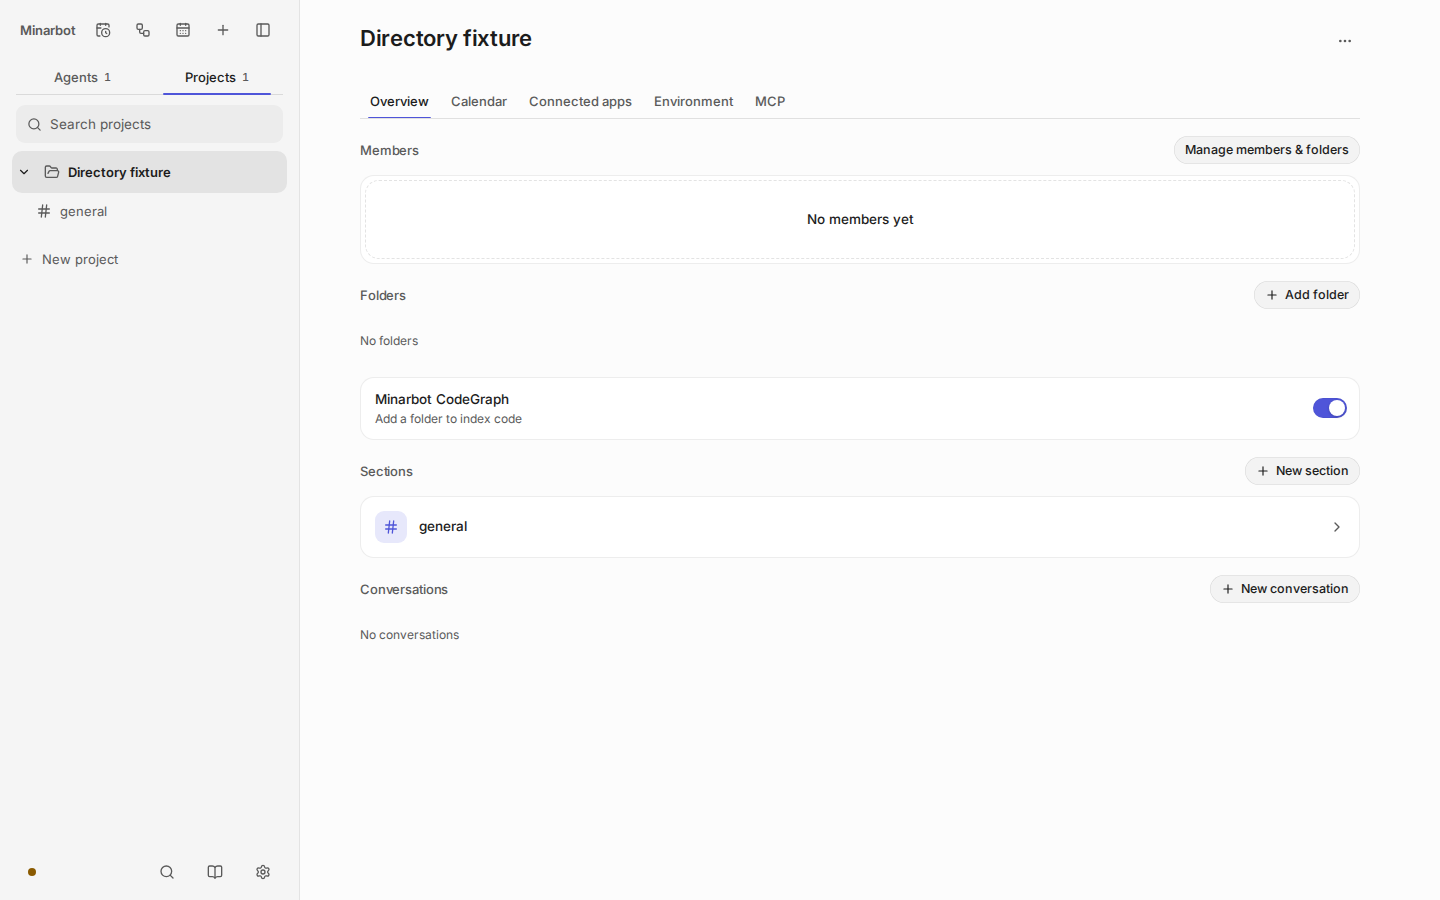 Minarbot
Agents 1
Projects 1
Search projects
Directory fixture
general
New project
Directory fixture
Overview
Calendar
Connected apps
Environment
MCP
Members
Manage members & folders
No members yet
Folders
Add folder
No folders
Minarbot CodeGraph
Add a folder to index code
Sections
New section
general
Conversations
New conversation
No conversations